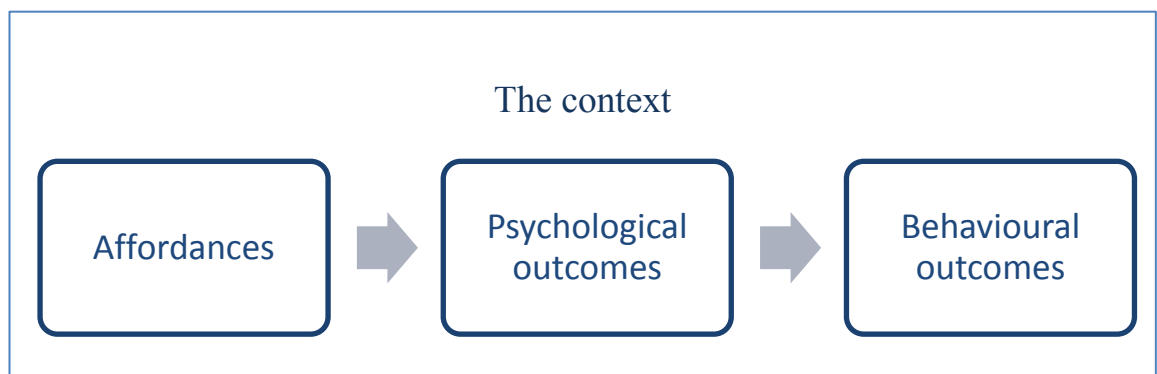 The context
Affordances
Psychological
outcomes
Behavioural
outcomes